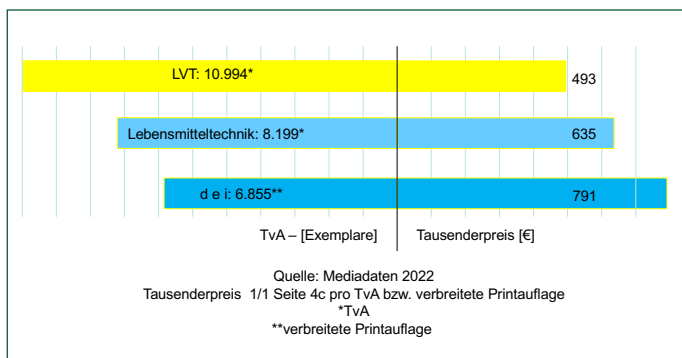 LVT: 10.994* 493
Lebensmitteltechnik: 8.199* 635
d e i: 6.855** 791
TvA – [Exemplare] Tausenderpreis [€]
Quelle: Mediadaten 2022
Tausenderpreis 1/1 Seite 4c pro TvA bzw. verbreitete Printauflage
*TvA
**verbreitete Printauflage